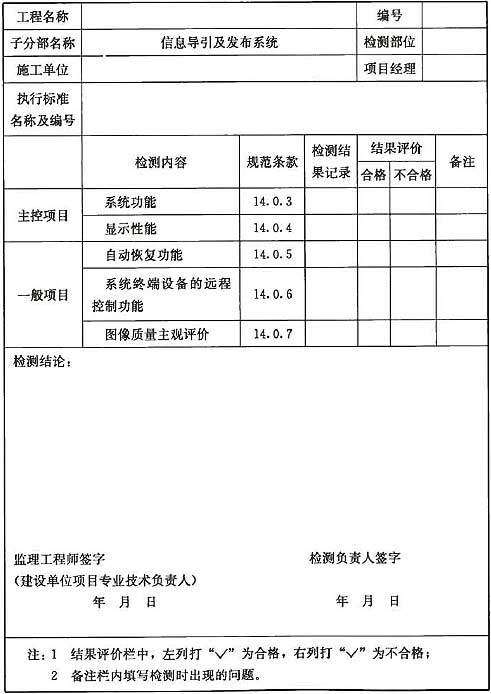 工程名称 编号
子分部名称 信息导引及发布系统 检测部位
施工单位 项目经理
执行标准
名称及编号
检测内容 规范条款 检测结
果记录 结果评价 备注
合格 不合格
主控项目 系统功能 14.0.3
显示性能 14.0.4
一般项目 自动恢复功能 14.0.5
系统终端设备的远程
控制功能 14.0.6
图像质量主观评价 14.0.7
检测结论：
监理工程师签字 检测负责人签字
（建设单位项目专业技术负责人）
年 月 日 年 月 日
注：1 结果评价栏中，左列打“√”为合格，右列打“√”为不合格；
2 备注栏内填写检测时出现的问题。